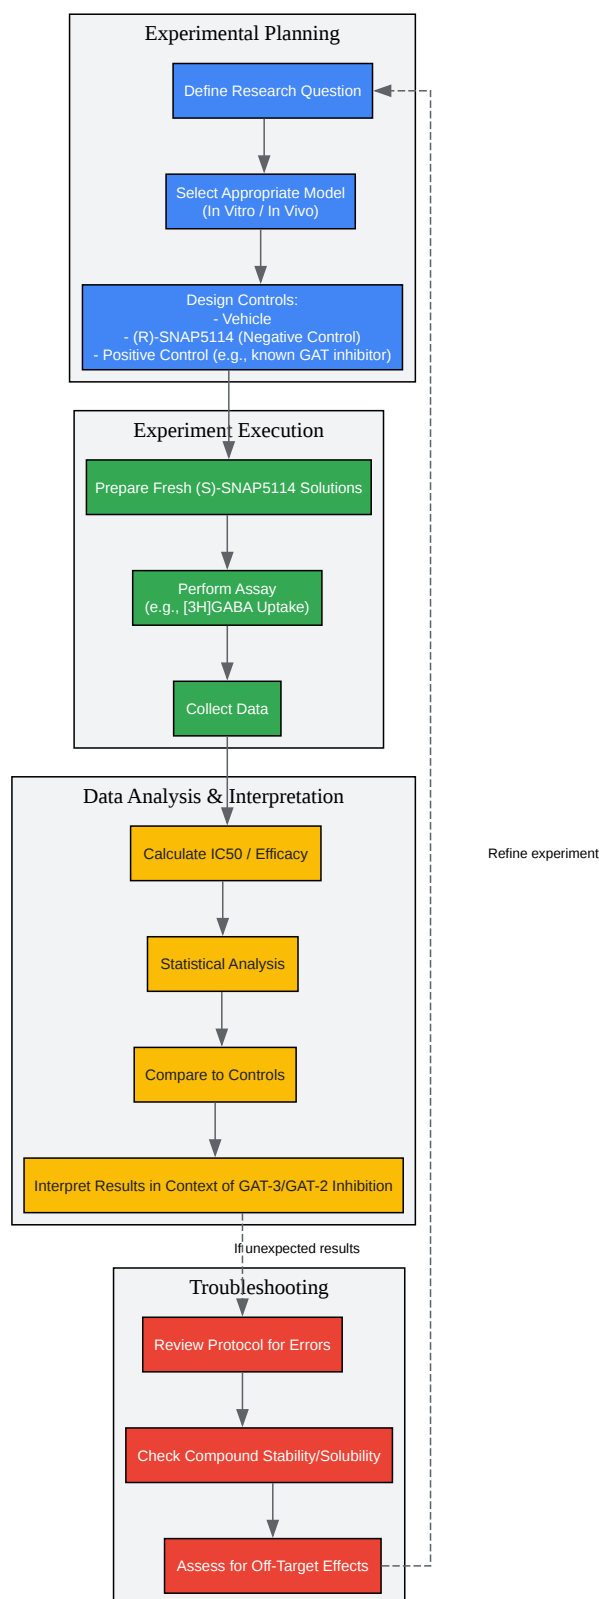 Experimental Planning
Define Research Question
Select Appropriate Model
(In Vitro / In Vivo)
Design Controls:
- Vehicle
- (R)-SNAP5114 (Negative Control)
- Positive Control (e.g., known GAT inhibitor)
Experiment Execution
Prepare Fresh (S)-SNAP5114 Solutions
Perform Assay
(e.g., [3H]GABA Uptake)
Collect Data
Data Analysis & Interpretation
Calculate IC50 / Efficacy
Refine experiment
Statistical Analysis
Compare to Controls
Interpret Results in Context of GAT-3/GAT-2 Inhibition
If unexpected results
Troubleshooting
Review Protocol for Errors
Check Compound Stability/Solubility
Assess for Off-Target Effects